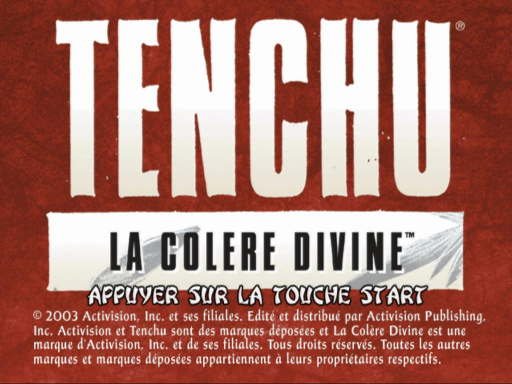 TENCHU®
LA COLERE DIVINE™
APPUYER SUR LA TOUCHE START
© 2003 Activision, Inc. et ses filiales. Edité et distribué par Activision Publishing,
Inc. Activision et Tenchu sont des marques déposées et La Colère Divine est une
marque d'Activision, Inc. et de ses filiales. Tous droits réservés. Toutes les autres
marques et marques déposées appartiennent à leurs propriétaires respectifs.